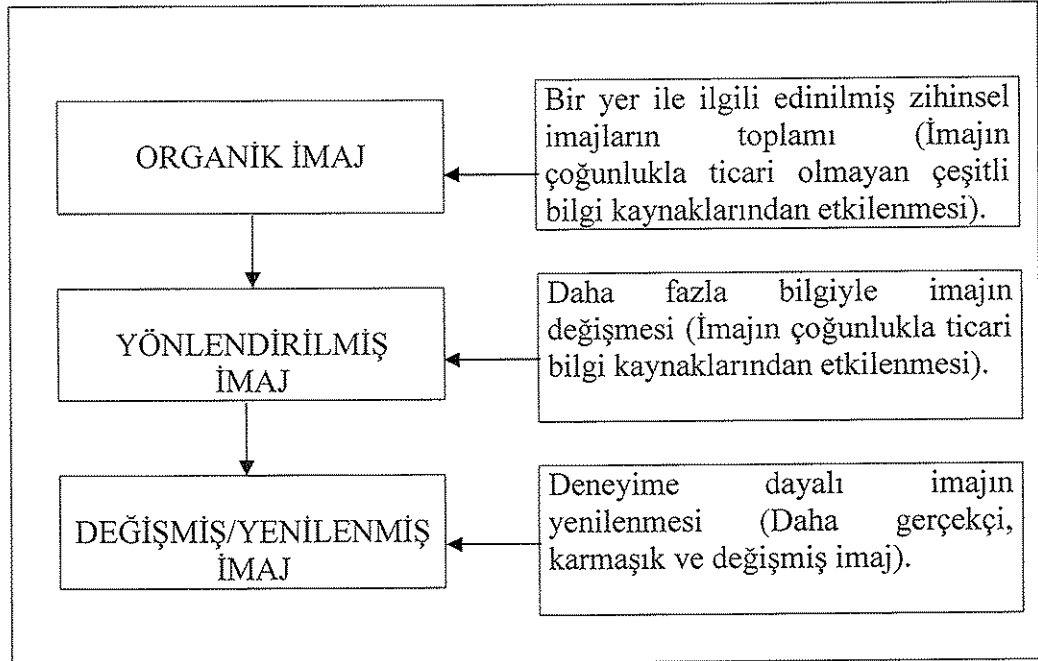 ORGANİK İMAJ
Bir yer ile ilgili edinilmiş zihinsel
imajların toplamı (İmajın
çoğunlukla ticari olmayan çeşitli
bilgi kaynaklarından etkilenmesi).
YÖNLENDİRİLMİŞ
İMAJ
Daha fazla bilgiyle imajın
değişmesi (İmajın çoğunlukla ticari
bilgi kaynaklarından etkilenmesi).
DEĞİŞMİŞ/YENİLENMİŞ
İMAJ
Deneyime dayalı imajın
yenilenmesi (Daha gerçekçi,
karmaşık ve değişmiş imaj).